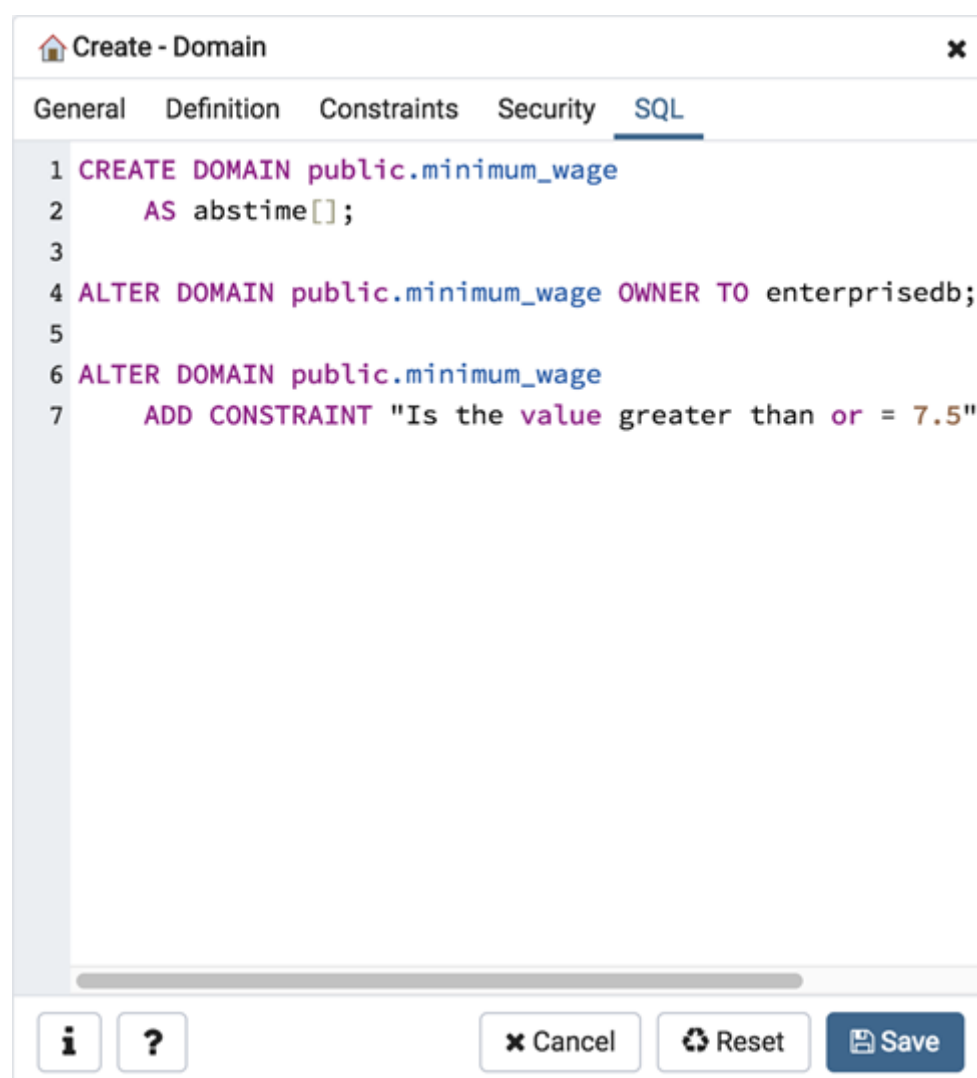 Create - Domain
General Definition Constraints Security SQL
1 CREATE DOMAIN public.minimum_wage
2 AS abstime[];
3
4 ALTER DOMAIN public.minimum_wage OWNER TO enterprisedb;
5
6 ALTER DOMAIN public.minimum_wage
7 ADD CONSTRAINT "Is the value greater than or = 7.5"
i ? Cancel Reset Save